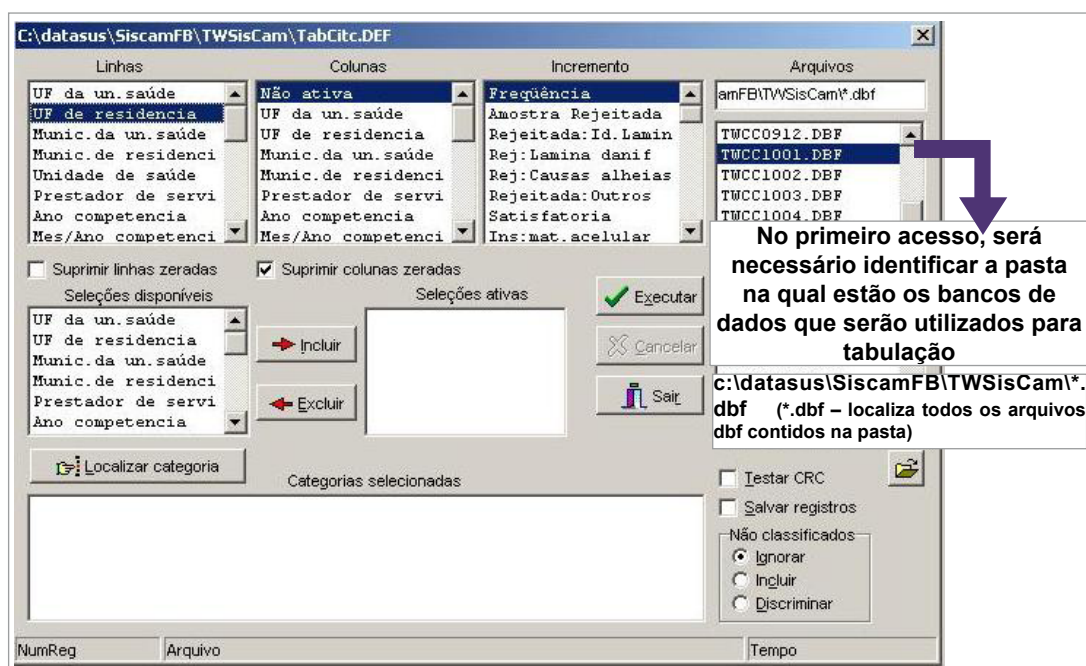 C:\datasus\SiscamFB\TWSisCam\TabCitc.DEF
Linhas
UF da un.saúde
UF de residencia
Munic.da un.saúde
Munic.de residenci
Unidade de saúde
Prestador de servi
Ano competencia
Mes/Ano competenci
Colunas
Não ativa
UF da un.saúde
UF de residencia
Munic.da un.saúde
Munic.de residenci
Prestador de servi
Ano competencia
Mes/Ano competenci
Incremento
Freqüência
Amostra Rejeitada
Rejeitada:Id.Lamin
Rej:Lamina danif
Rej:Causas alheias
Rejeitada:Outros
Satisfatoria
Ins:mat.acelular
Arquivos
amFB\TWSisCam\*.dbf
TWCC0912.DBF
TWCC1001.DBF
TWCC1002.DBF
TWCC1003.DBF
TWCC1004.DBF
No primeiro acesso, será
necessário identificar a pasta
na qual estão os bancos de
dados que serão utilizados para
tabulação
c:\datasus\SiscamFB\TWSisCam\*.
dbf (*.dbf – localiza todos os arquivos
dbf contidos na pasta)
Suprimir linhas zeradas
Suprimir colunas zeradas
Seleções disponíveis
UF da un.saúde
UF de residencia
Munic.da un.saúde
Munic.de residenci
Prestador de servi
Ano competencia
Incluir
Excluir
Seleções ativas
Executar
Cancelar
Sair
Localizar categoria
Categorias selecionadas
Testar CRC
Salvar registros
Não classificados
Ignorar
Incluir
Discriminar
NumReg
Arquivo
Tempo